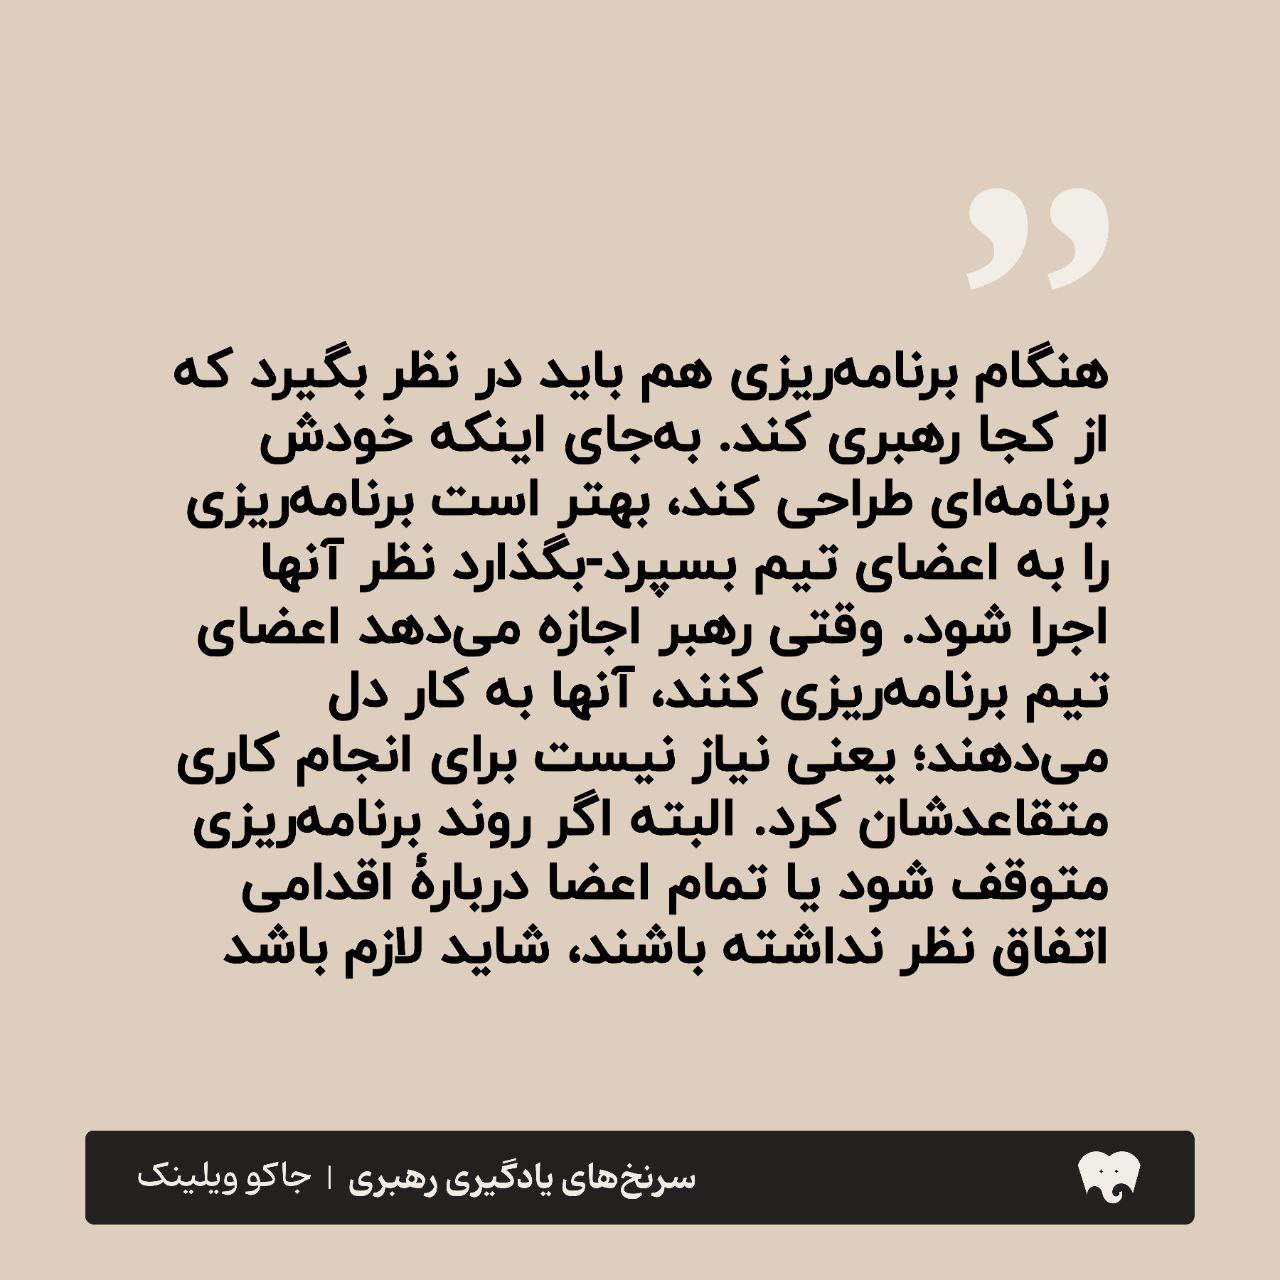 ”
هنگام برنامه‌ریزی هم باید در نظر بگیرد که
از کجا رهبری کند. به‌جای اینکه خودش
برنامه‌ای طراحی کند، بهتر است برنامه‌ریزی
را به اعضای تیم بسپرد-بگذارد نظر آنها
اجرا شود. وقتی رهبر اجازه می‌دهد اعضای
تیم برنامه‌ریزی کنند، آنها به کار دل
می‌دهند؛ یعنی نیاز نیست برای انجام کاری
متقاعدشان کرد. البته اگر روند برنامه‌ریزی
متوقف شود یا تمام اعضا دربارهٔ اقدامی
اتفاق نظر نداشته باشند، شاید لازم باشد
سرنخ‌های یادگیری رهبری | جاکو ویلینک